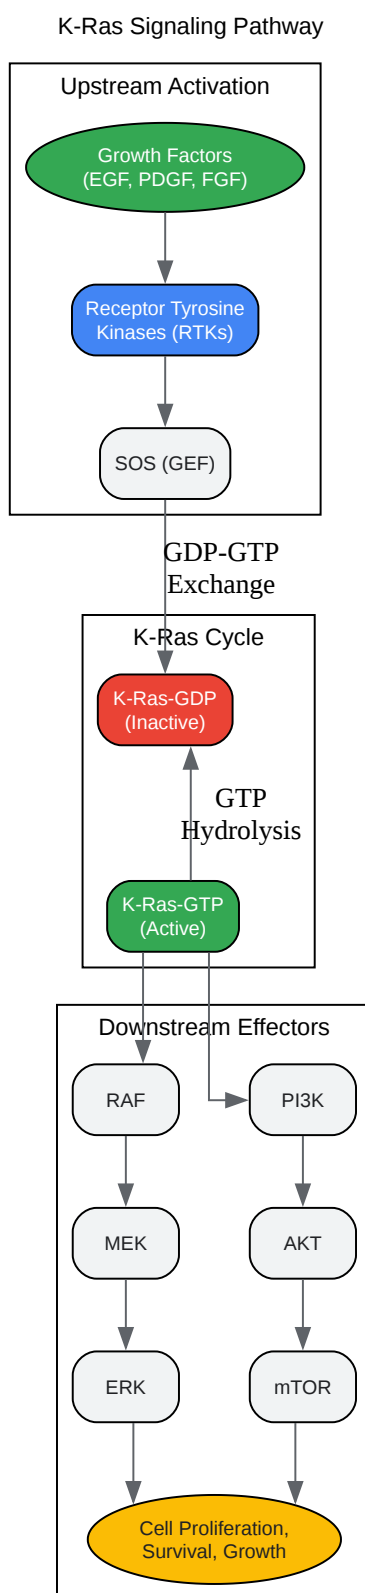 K-Ras Signaling Pathway
Upstream Activation
Growth Factors
(EGF, PDGF, FGF)
Receptor Tyrosine
Kinases (RTKs)
SOS (GEF)
GDP-GTP
Exchange
K-Ras Cycle
K-Ras-GDP
(Inactive)
GTP
Hydrolysis
K-Ras-GTP
(Active)
Downstream Effectors
RAF
PI3K
MEK
AKT
ERK
mTOR
Cell Proliferation,
Survival, Growth